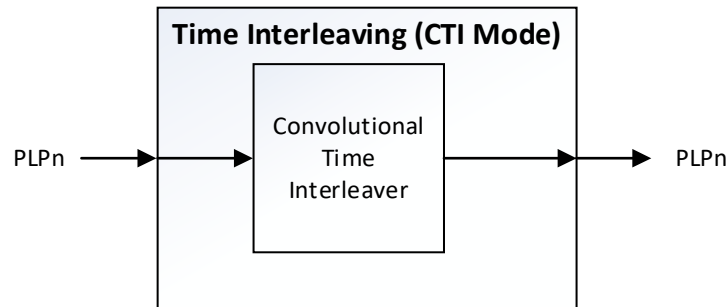 Time Interleaving (CTI Mode)
Convolutional
Time
Interleaver
PLPn
PLPn